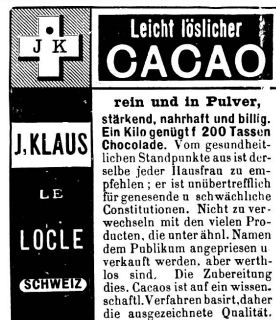 J K
Leicht löslicher
CACAO
rein und in Pulver,
stärkend, nahrhaft und billig.
Ein Kilo genügt f 200 Tassen
Chocolade. Vom gesundheit-
lichen Standpunkte aus ist der-
selbe jeder Hausfrau zu em-
pfehlen ; er ist unübertrefflich
für genesende u schwächliche
Constitutionen. Nicht zu ver-
wechseln mit den vielen Pro-
ducten, die unter ähnl. Namen
dem Publikum angepriesen u
verkauft werden, aber werth-
los sind. Die Zubereitung
dies. Cacaos ist auf ein wissen-
schaftl. Verfahren basirt, daher
die ausgezeichnete Qualität.
J. KLAUS
LE
LOCLE
SCHWEIZ